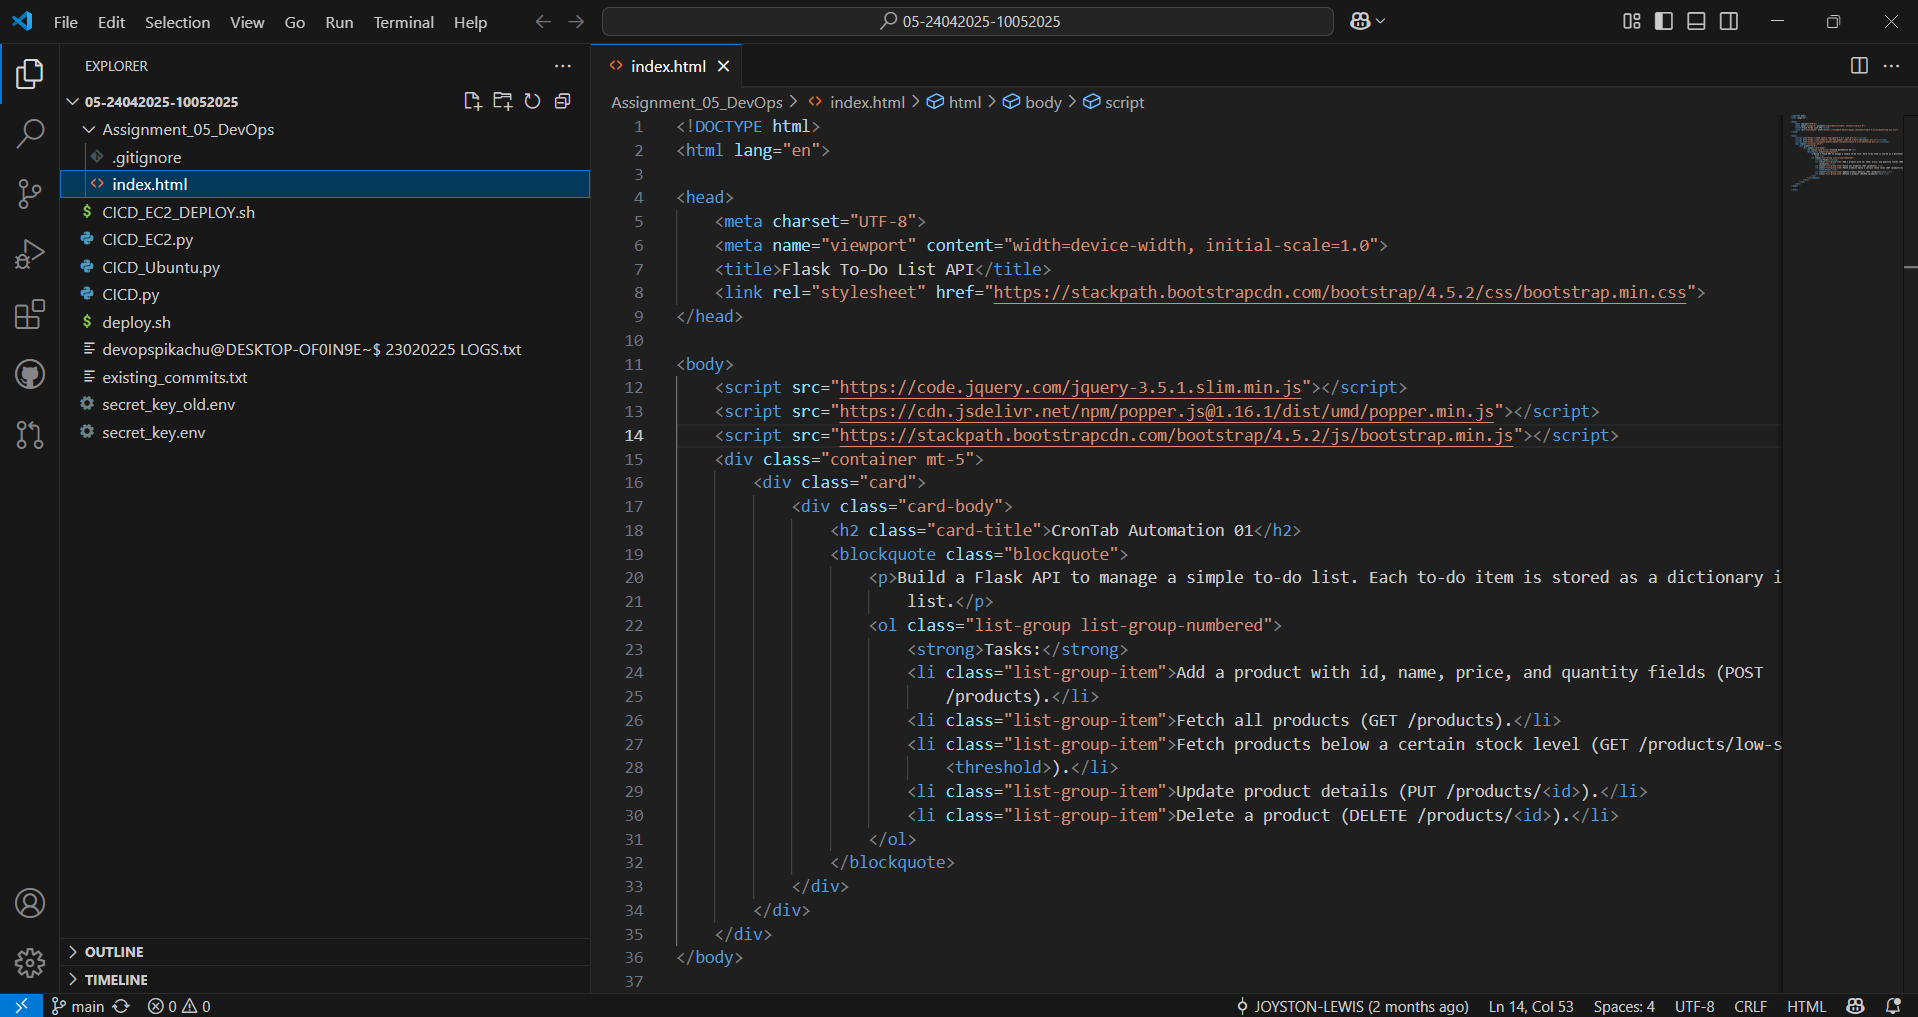 File Edit Selection View Go Run Terminal Help
05-24042025-10052025
EXPLORER
05-24042025-10052025
Assignment_05_DevOps
.gitignore
index.html
CICD_EC2_DEPLOY.sh
CICD_EC2.py
CICD_Ubuntu.py
CICD.py
deploy.sh
devopspikachu@DESKTOP-OF0IN9E~$ 23020225 LOGS.txt
existing_commits.txt
secret_key_old.env
secret_key.env
OUTLINE
TIMELINE
index.html
Assignment_05_DevOps > index.html > html > body > script
1 <!DOCTYPE html>
2 <html lang="en">
3
4 <head>
5 <meta charset="UTF-8">
6 <meta name="viewport" content="width=device-width, initial-scale=1.0">
7 <title>Flask To-Do List API</title>
8 <link rel="stylesheet" href="https://stackpath.bootstrapcdn.com/bootstrap/4.5.2/css/bootstrap.min.css">
9 </head>
10
11 <body>
12 <script src="https://code.jquery.com/jquery-3.5.1.slim.min.js"></script>
13 <script src="https://cdn.jsdelivr.net/npm/popper.js@1.16.1/dist/umd/popper.min.js"></script>
14 <script src="https://stackpath.bootstrapcdn.com/bootstrap/4.5.2/js/bootstrap.min.js"></script>
15 <div class="container mt-5">
16 <div class="card">
17 <div class="card-body">
18 <h2 class="card-title">CronTab Automation 01</h2>
19 <blockquote class="blockquote">
20 <p>Build a Flask API to manage a simple to-do list. Each to-do item is stored as a dictionary i
21 list.</p>
22 <ol class="list-group list-group-numbered">
23 <strong>Tasks:</strong>
24 <li class="list-group-item">Add a product with id, name, price, and quantity fields (POST
25 /products).</li>
26 <li class="list-group-item">Fetch all products (GET /products).</li>
27 <li class="list-group-item">Fetch products below a certain stock level (GET /products/low-s
28 <threshold>).</li>
29 <li class="list-group-item">Update product details (PUT /products/<id>).</li>
30 <li class="list-group-item">Delete a product (DELETE /products/<id>).</li>
31 </ol>
32 </blockquote>
33 </div>
34 </div>
35 </div>
36 </body>
37
main 0 0 JOYSTON-LEWIS (2 months ago) Ln 14, Col 53 Spaces: 4 UTF-8 CRLF HTML